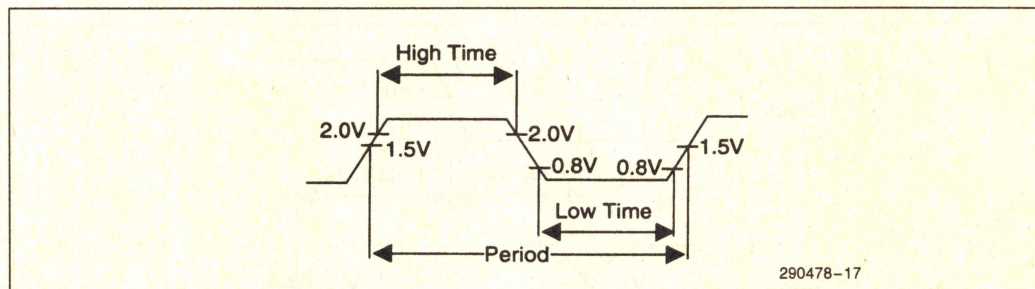 High Time
2.0V
2.0V
1.5V
1.5V
0.8V
0.8V
Low Time
Period
290478-17